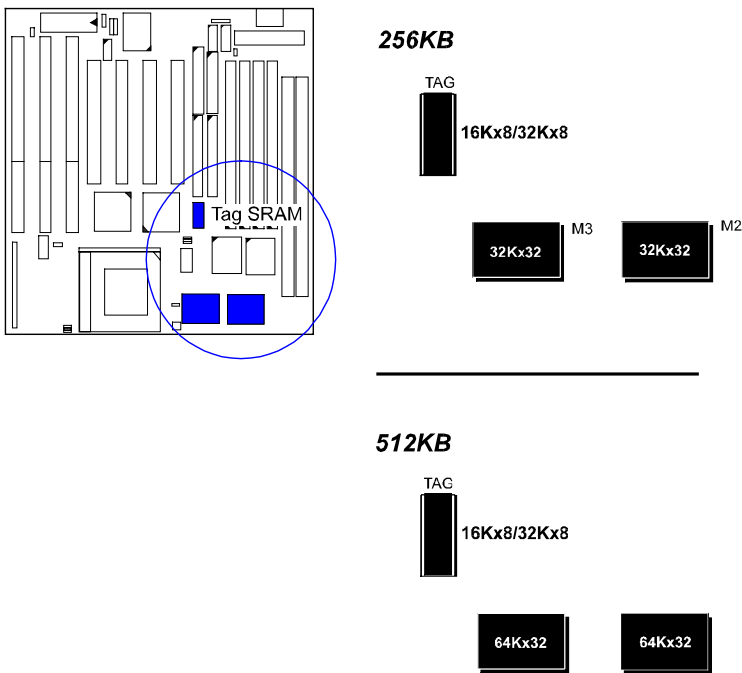 Tag SRAM
256KB
TAG
16Kx8/32Kx8
32Kx32
M3
32Kx32
M2
512KB
TAG
16Kx8/32Kx8
64Kx32
64Kx32